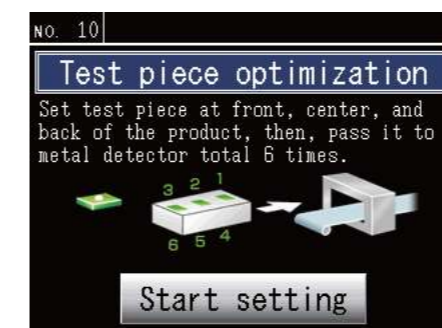 NO. 10
Test piece optimization
Set test piece at front, center, and
back of the product, then, pass it to
metal detector total 6 times.
3 2 1
6 5 4
Start setting